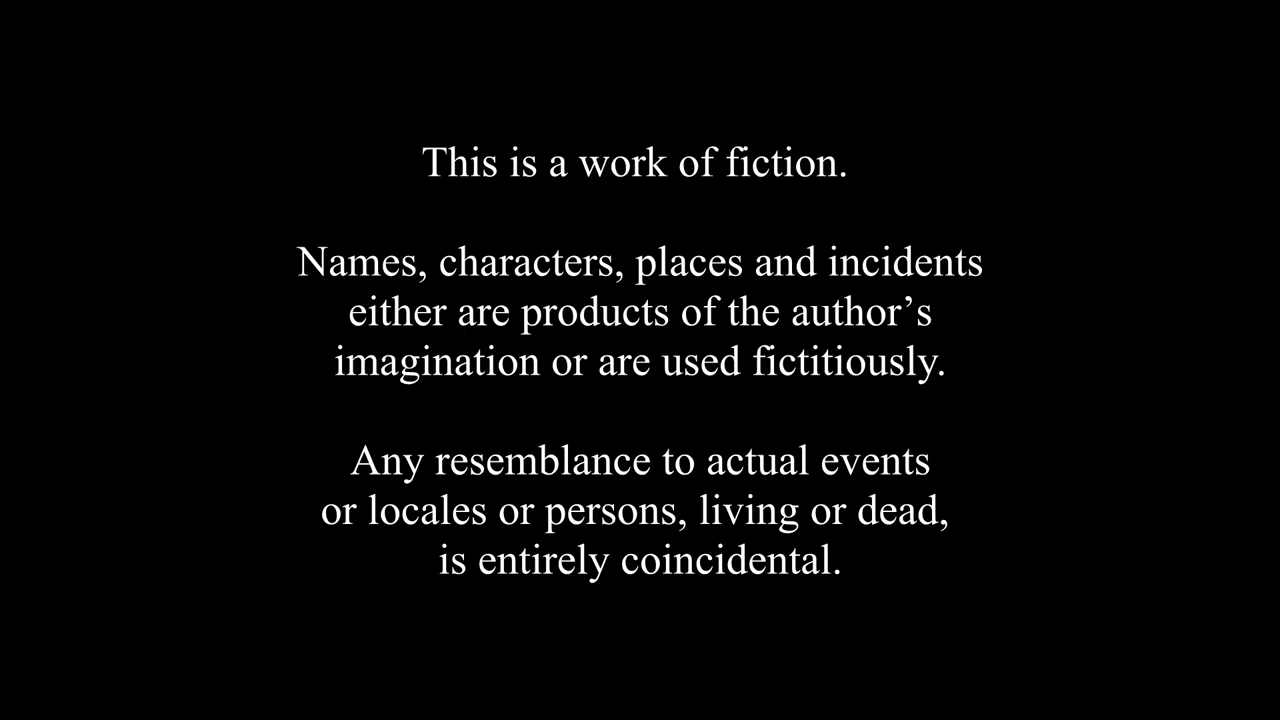 This is a work of fiction.
Names, characters, places and incidents
either are products of the author’s
imagination or are used fictitiously.
Any resemblance to actual events
or locales or persons, living or dead,
is entirely coincidental.